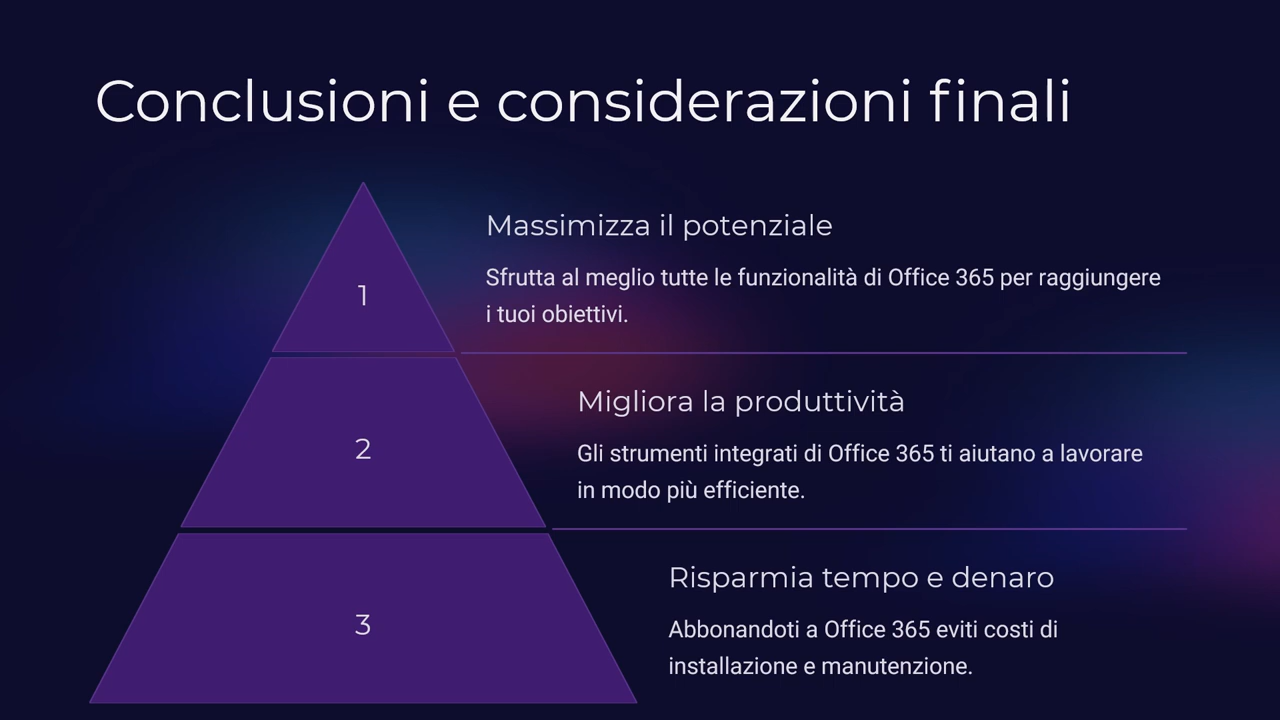 Conclusioni e considerazioni finali
1
Massimizza il potenziale
Sfrutta al meglio tutte le funzionalità di Office 365 per raggiungere
i tuoi obiettivi.
2
Migliora la produttività
Gli strumenti integrati di Office 365 ti aiutano a lavorare
in modo più efficiente.
3
Risparmia tempo e denaro
Abbonandoti a Office 365 eviti costi di
installazione e manutenzione.